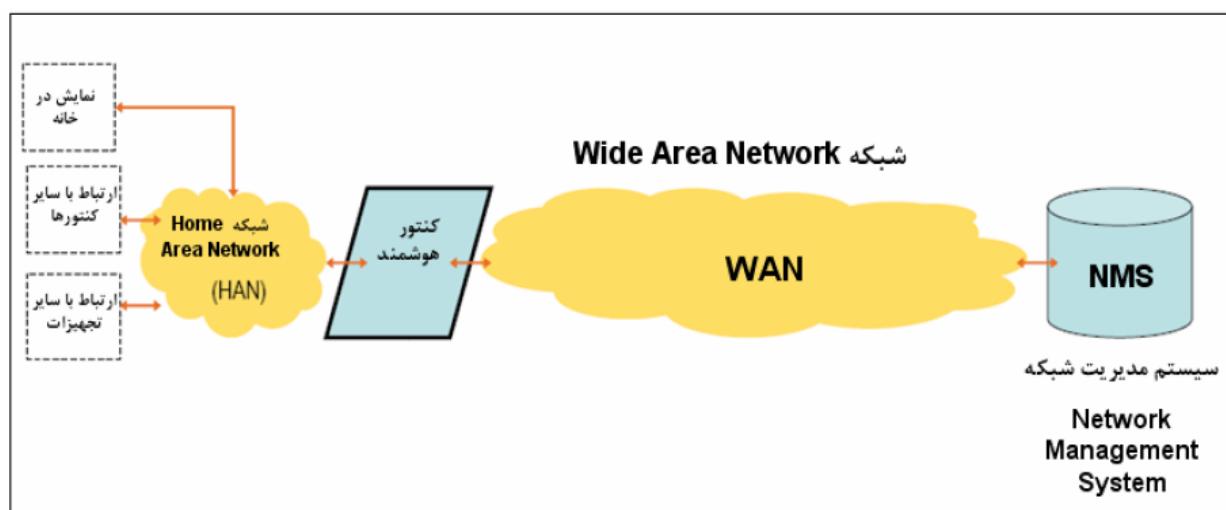 نمایش در
خانه
ارتباط با سایر
کنتورها
ارتباط با سایر
تجهیزات
شبکه Home
Area Network
(HAN)
کنتور
هوشمند
شبکه Wide Area Network
WAN
NMS
سیستم مدیریت شبکه
Network
Management
System